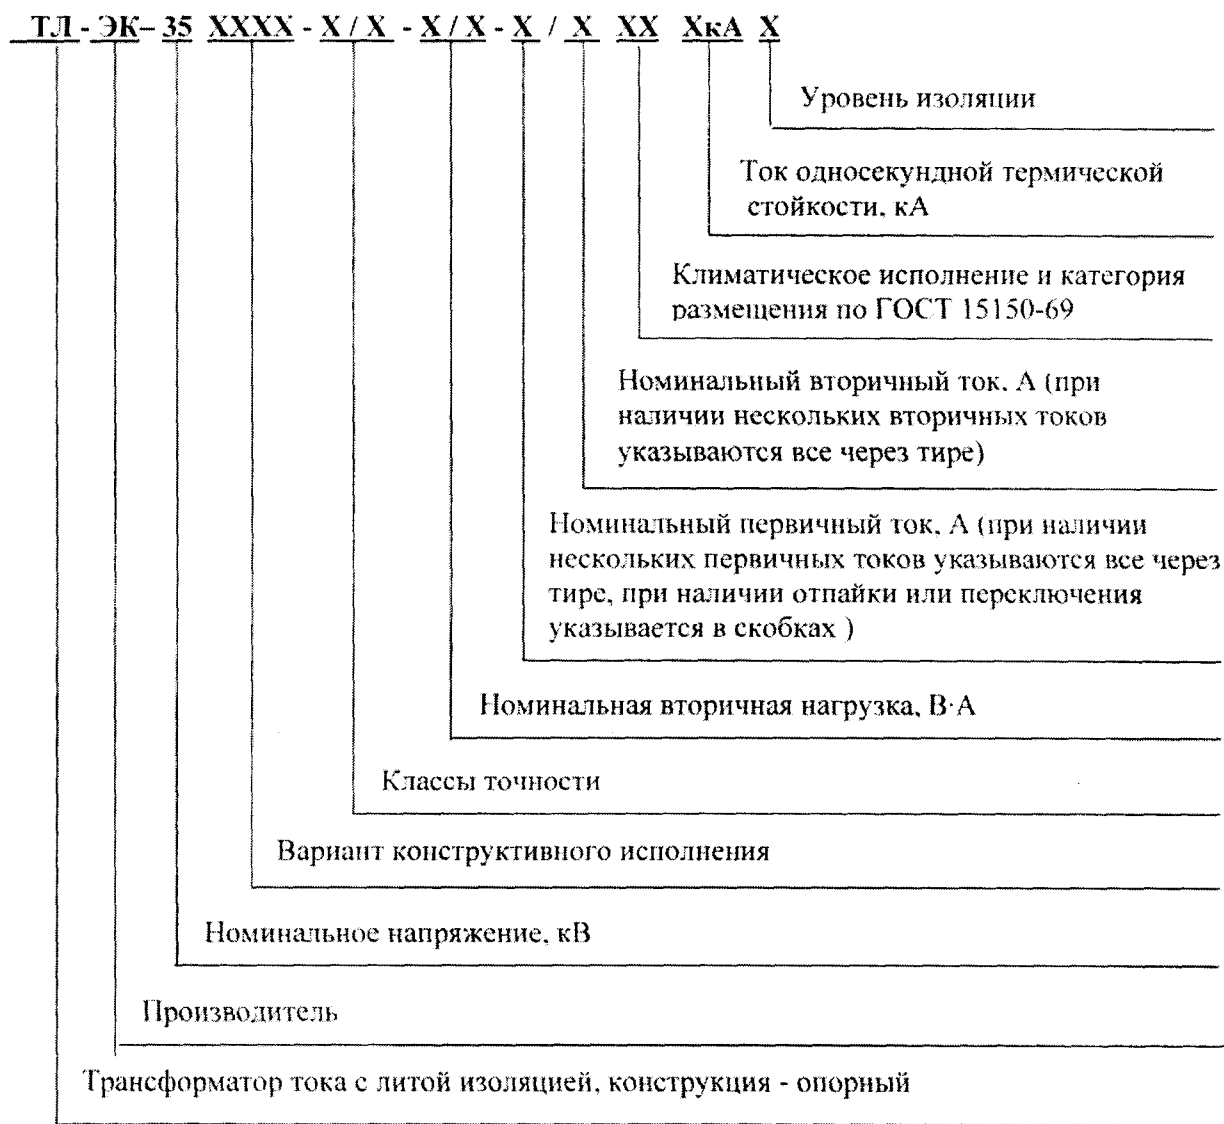 ТЛ - ЭК– 35 ХХХХ - Х / Х - Х / Х - Х / Х ХХ ХкА Х
Уровень изоляции
Ток односекундной термической
стойкости, кА
Климатическое исполнение и категория
размещения по ГОСТ 15150-69
Номинальный вторичный ток, А (при
наличии нескольких вторичных токов
указываются все через тире)
Номинальный первичный ток, А (при наличии
нескольких первичных токов указываются все через
тире, при наличии отпайки или переключения
указывается в скобках )
Номинальная вторичная нагрузка, В·А
Классы точности
Вариант конструктивного исполнения
Номинальное напряжение, кВ
Производитель
Трансформатор тока с литой изоляцией, конструкция - опорный